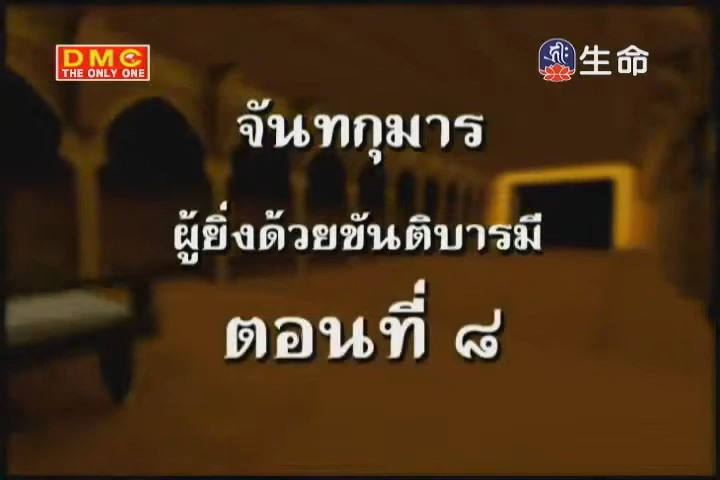 DMC
THE ONLY ONE
生命
จันทกุมาร
ผู้ยิ่งด้วยขันติบารมี
ตอนที่ ๘